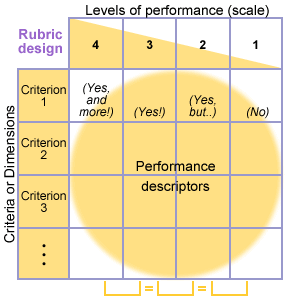 Levels of performance (scale)
Rubric
design
4 3 2 1
Criteria or Dimensions
Criterion
1
(Yes,
and
more!)
(Yes!)
(Yes,
but..)
(No)
Criterion
2
Performance
descriptors
Criterion
3
= =